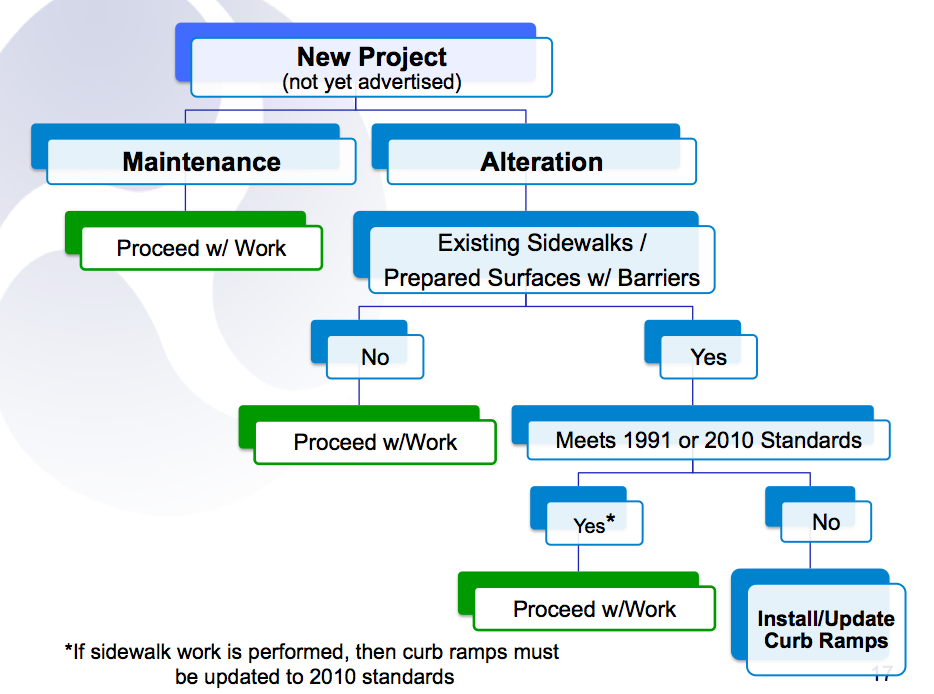 New Project
(not yet advertised)
Maintenance
Alteration
Proceed w/ Work
Existing Sidewalks /
Prepared Surfaces w/ Barriers
No
Yes
Proceed w/Work
Meets 1991 or 2010 Standards
Yes*
No
Proceed w/Work
Install/Update
Curb Ramps
*If sidewalk work is performed, then curb ramps must
be updated to 2010 standards
17